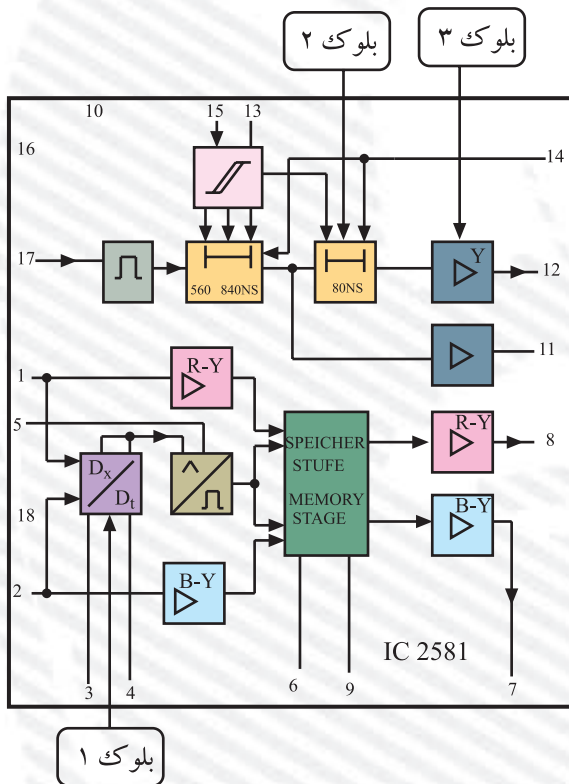 بلوک ۲
بلوک ۳
10
15
13
16
14
17
560 840NS
80NS
Y
12
11
1
R-Y
5
Dx
Dt
SPEICHER
STUFE
MEMORY
STAGE
R-Y
8
18
2
B-Y
B-Y
IC 2581
3
4
6
9
7
بلوک ۱